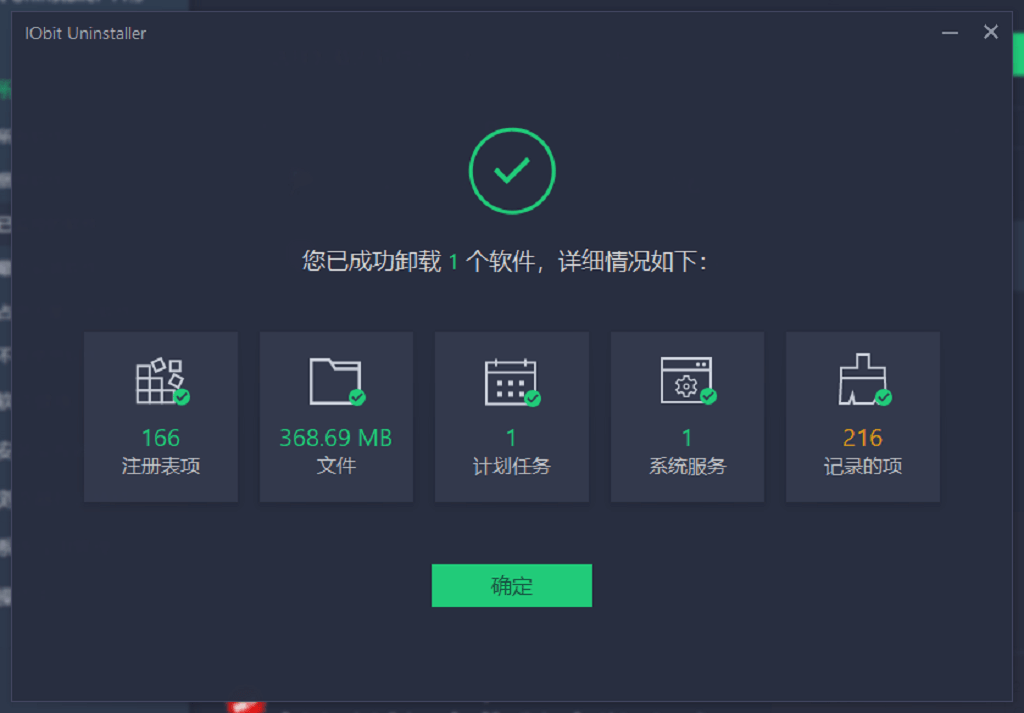 IObit Uninstaller
您已成功卸载 1 个软件，详细情况如下：
166
注册表项
368.69 MB
文件
1
计划任务
1
系统服务
216
记录的项
确定